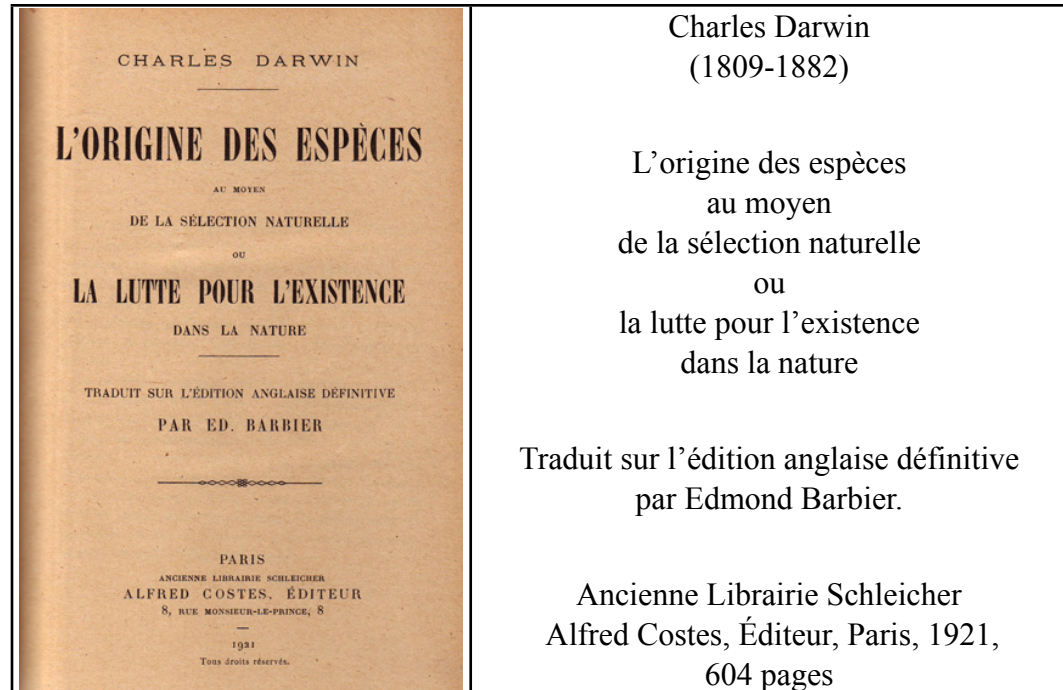 CHARLES DARWIN
L'ORIGINE DES ESPÈCES
AU MOYEN
DE LA SÉLECTION NATURELLE
OU
LA LUTTE POUR L'EXISTENCE
DANS LA NATURE
TRADUIT SUR L'ÉDITION ANGLAISE DÉFINITIVE
PAR ED. BARBIER
PARIS
ANCIENNE LIBRAIRIE SCHLEICHER
ALFRED COSTES, ÉDITEUR
8, RUE MONSIEUR-LE-PRINCE, 8
1921
Tous droits réservés.
Charles Darwin
(1809-1882)
L’origine des espèces
au moyen
de la sélection naturelle
ou
la lutte pour l’existence
dans la nature
Traduit sur l’édition anglaise définitive
par Edmond Barbier.
Ancienne Librairie Schleicher
Alfred Costes, Éditeur, Paris, 1921,
604 pages